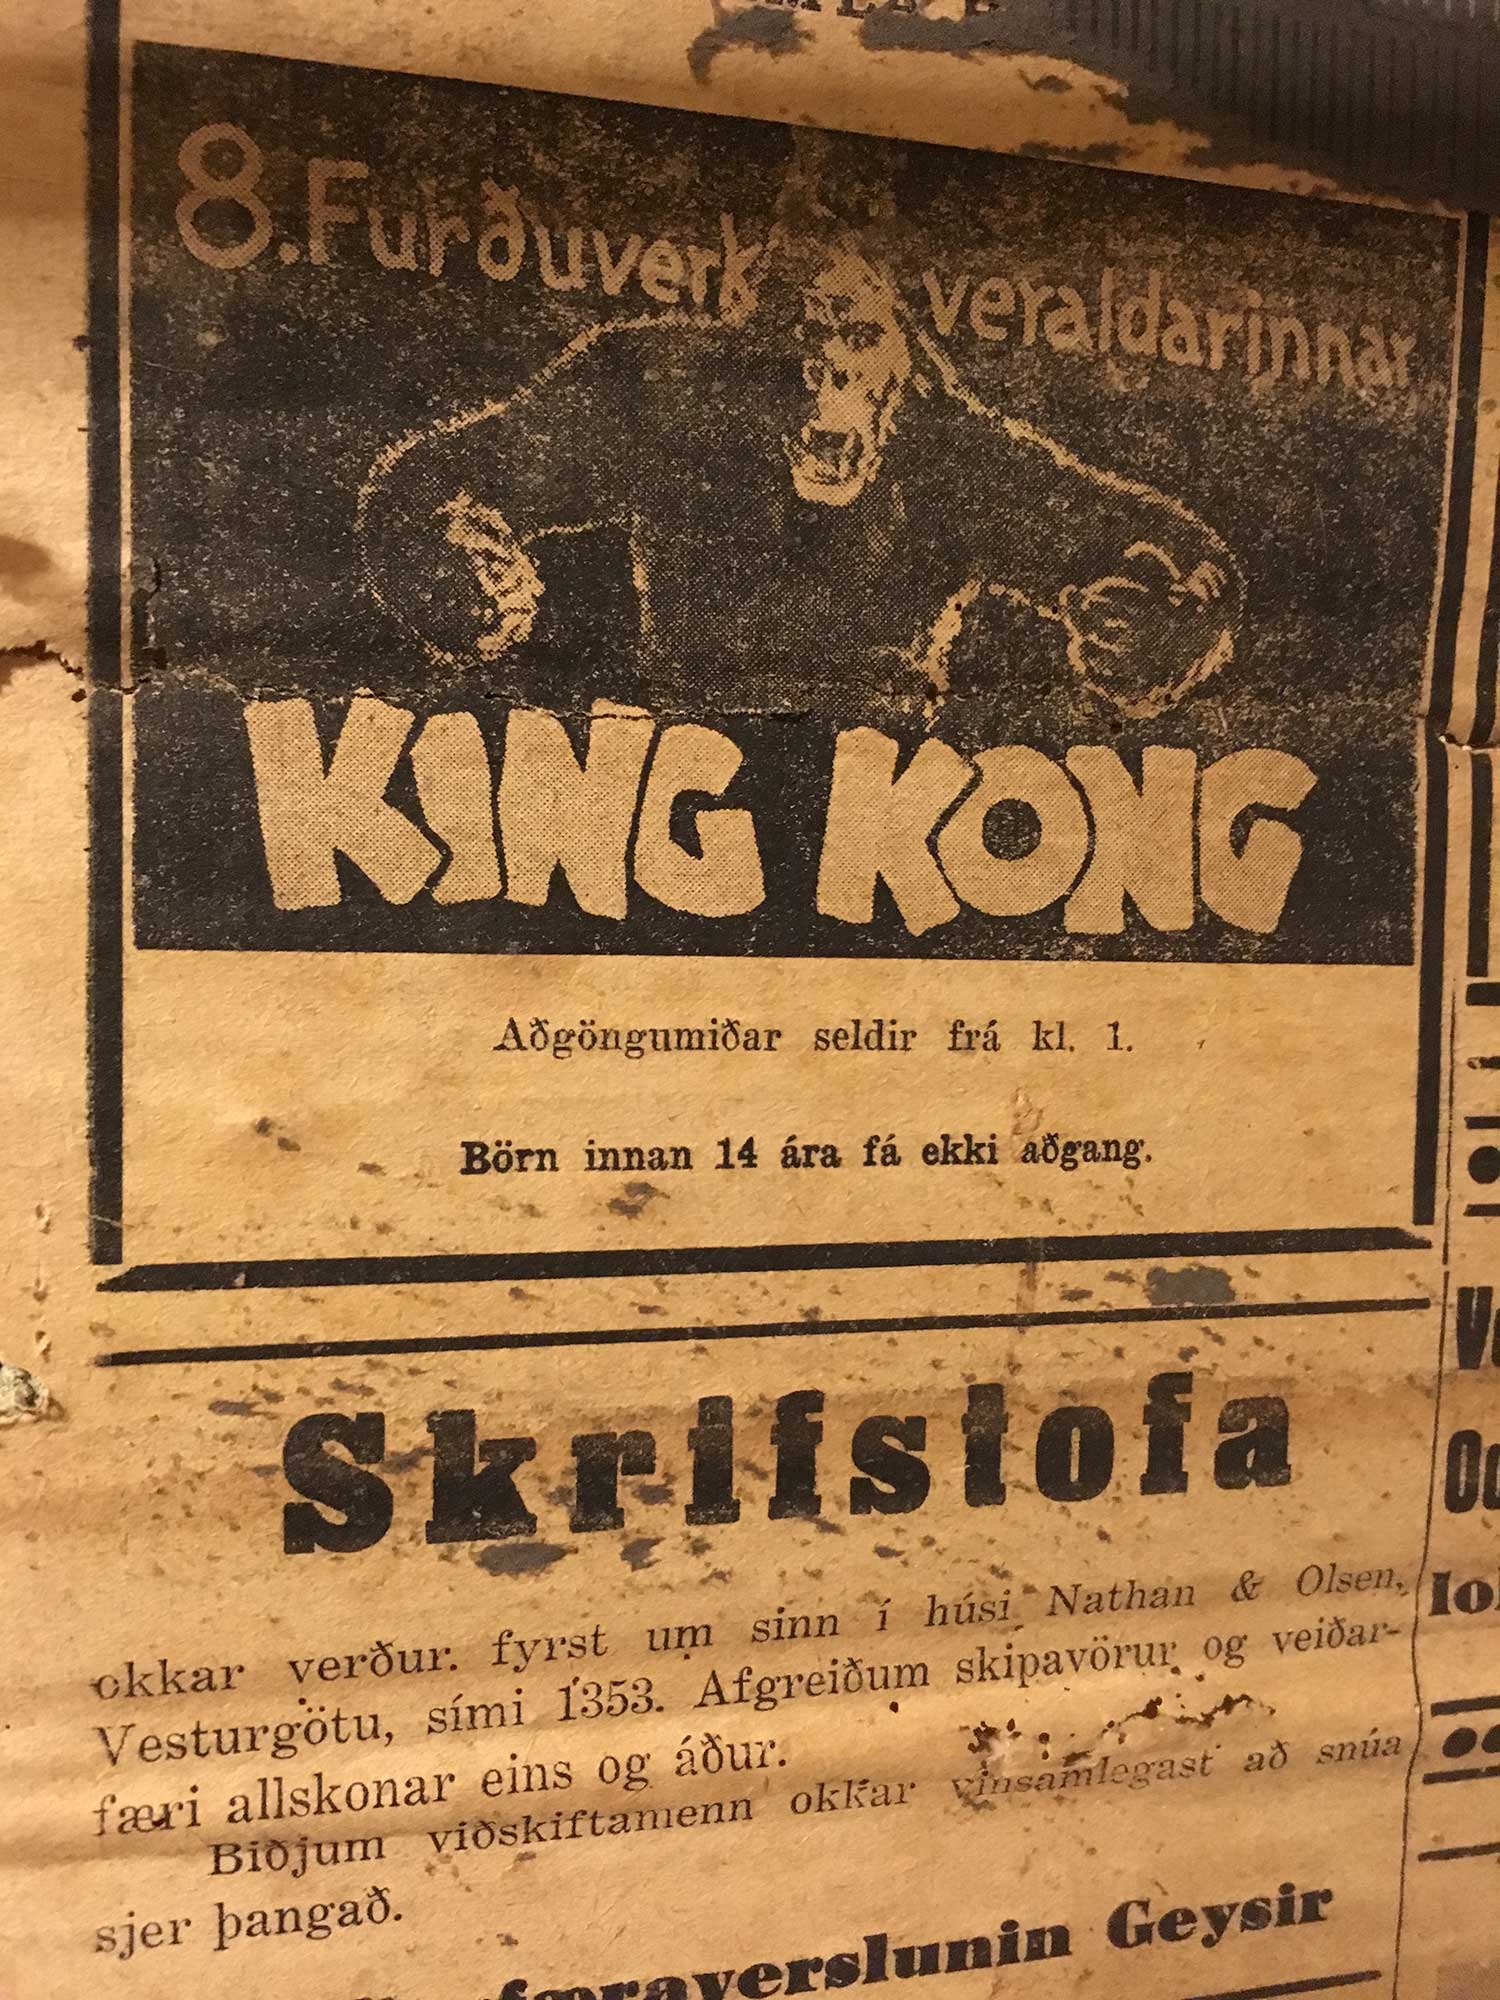 8. Furðuverk veraldarinnar
KING KONG
Aðgöngumiðar seldir frá kl. 1.
Börn innan 14 ára fá ekki aðgang.
Skrifstofa
okkar verður. fyrst um sinn í húsi Nathan & Olsen,
Vesturgötu, sími 1353. Afgreiðum skipavörur og veiðar-
færi allskonar eins og áður.
Biðjum viðskiftamenn okkar vinsamlegast að snúa
sjer þangað.
Geysir